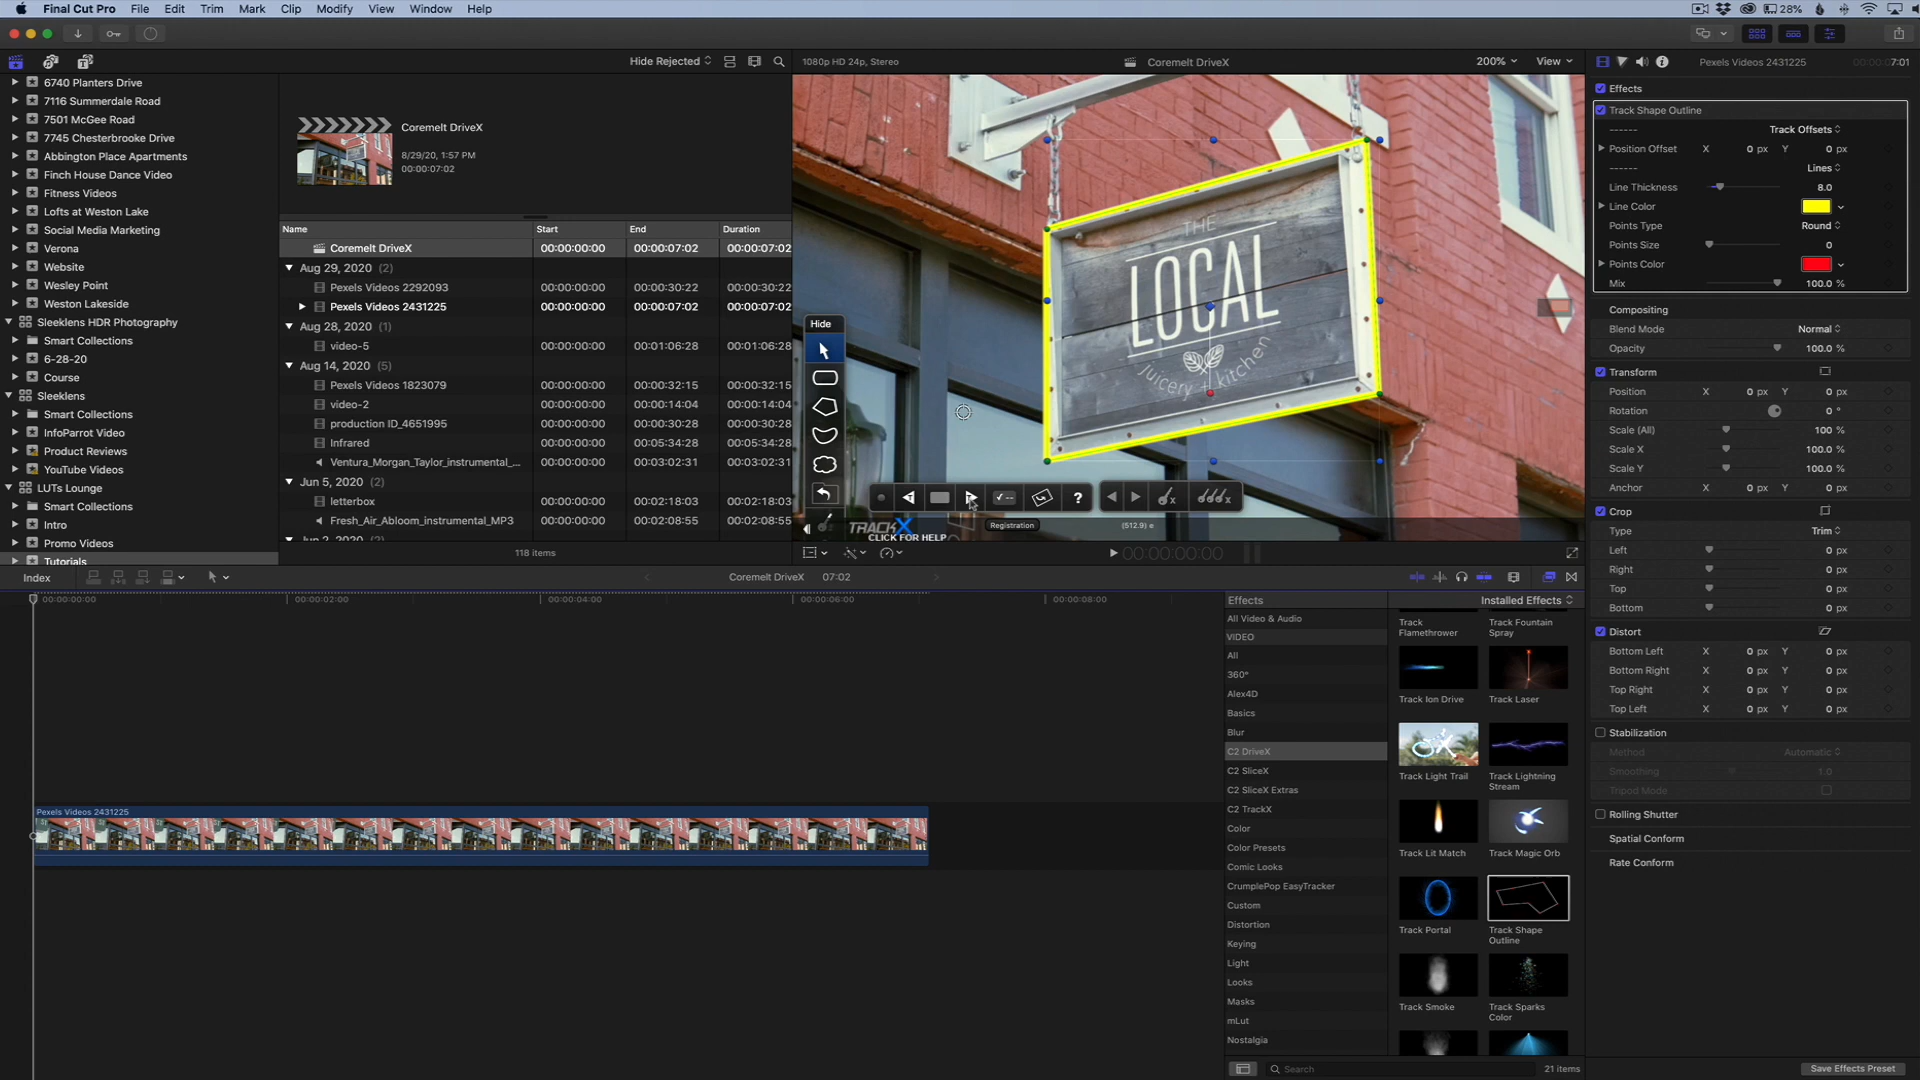 Final Cut Pro File Edit Trim Mark Clip Modify View Window Help 28%
Hide Rejected
1080p HD 24p, Stereo Coremelt DriveX 200% View
Pexels Videos 2431225 7:01
6740 Planters Drive
7116 Summerdale Road
7501 McGee Road
7745 Chesterbrooke Drive
Abbington Place Apartments
Finch House Dance Video
Fitness Videos
Lofts at Weston Lake
Social Media Marketing
Verona
Website
Wesley Point
Weston Lakeside
Sleeklens HDR Photography
Smart Collections
6-28-20
Course
Sleeklens
Smart Collections
InfoParrot Video
Product Reviews
YouTube Videos
LUTs Lounge
Smart Collections
Intro
Promo Videos
Tutorials
Coremelt DriveX
8/29/20, 1:57 PM
00:00:07:02
Name Start End Duration
Coremelt DriveX 00:00:00:00 00:00:07:02 00:00:07:02
Aug 29, 2020 (2)
Pexels Videos 2292093 00:00:00:00 00:00:30:22 00:00:30:22
Pexels Videos 2431225 00:00:00:00 00:00:07:02 00:00:07:02
Aug 28, 2020 (1)
video-5 00:00:00:00 00:01:06:28 00:01:06:28
Aug 14, 2020 (5)
Pexels Videos 1823079 00:00:00:00 00:00:32:15 00:00:32:15
video-2 00:00:00:00 00:00:14:04 00:00:14:04
production ID_4651995 00:00:00:00 00:00:30:28 00:00:30:28
Infrared 00:00:00:00 00:05:34:28 00:05:34:28
Ventura_Morgan_Taylor_instrumental_... 00:00:00:00 00:03:02:31 00:03:02:31
Jun 5, 2020 (2)
letterbox 00:00:00:00 00:02:18:03 00:02:18:03
Fresh_Air_Abloom_instrumental_MP3 00:00:00:00 00:02:08:55 00:02:08:55
118 items
THE
LOCAL
juicery + kitchen
Hide
?
TRACKX
CLICK FOR HELP
Registration
(512.9) e
00:00:00:00
Effects
Track Shape Outline
------ Track Offsets
Position Offset X 0 px Y 0 px
------ Lines
Line Thickness 8.0
Line Color
Points Type Round
Points Size 0
Points Color
Mix 100.0 %
Compositing
Blend Mode Normal
Opacity 100.0 %
Transform
Position X 0 px Y 0 px
Rotation 0 °
Scale (All) 100 %
Scale X 100.0 %
Scale Y 100.0 %
Anchor X 0 px Y 0 px
Crop
Type Trim
Left 0 px
Right 0 px
Top 0 px
Bottom 0 px
Distort
Bottom Left X 0 px Y 0 px
Bottom Right X 0 px Y 0 px
Top Right X 0 px Y 0 px
Top Left X 0 px Y 0 px
Stabilization
Method Automatic
Smoothing 1.0
Tripod Mode
Rolling Shutter
Spatial Conform
Rate Conform
Save Effects Preset
Index Coremelt DriveX 07:02
00:00:00:00 00:00:02:00 00:00:04:00 00:00:06:00 00:00:08:00
Pexels Videos 2431225
Effects Installed Effects
All Video & Audio
VIDEO
All
360°
Alex4D
Basics
Blur
C2 DriveX
C2 SliceX
C2 SliceX Extras
C2 TrackX
Color
Color Presets
Comic Looks
CrumplePop EasyTracker
Custom
Distortion
Keying
Light
Looks
Masks
mLut
Nostalgia
Track Flamethrower
Track Fountain Spray
Track Ion Drive
Track Laser
Track Light Trail
Track Lightning Stream
Track Lit Match
Track Magic Orb
Track Portal
Track Shape Outline
Track Smoke
Track Sparks Color
Search 21 items